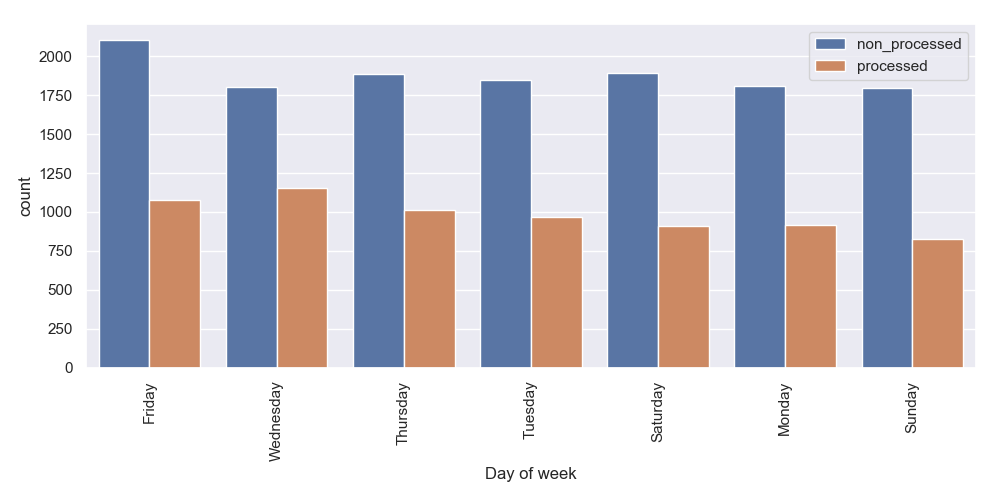 non_processed
processed
2000
1750
1500
1250
1000
750
500
250
0
count
Friday
Wednesday
Thursday
Tuesday
Saturday
Monday
Sunday
Day of week